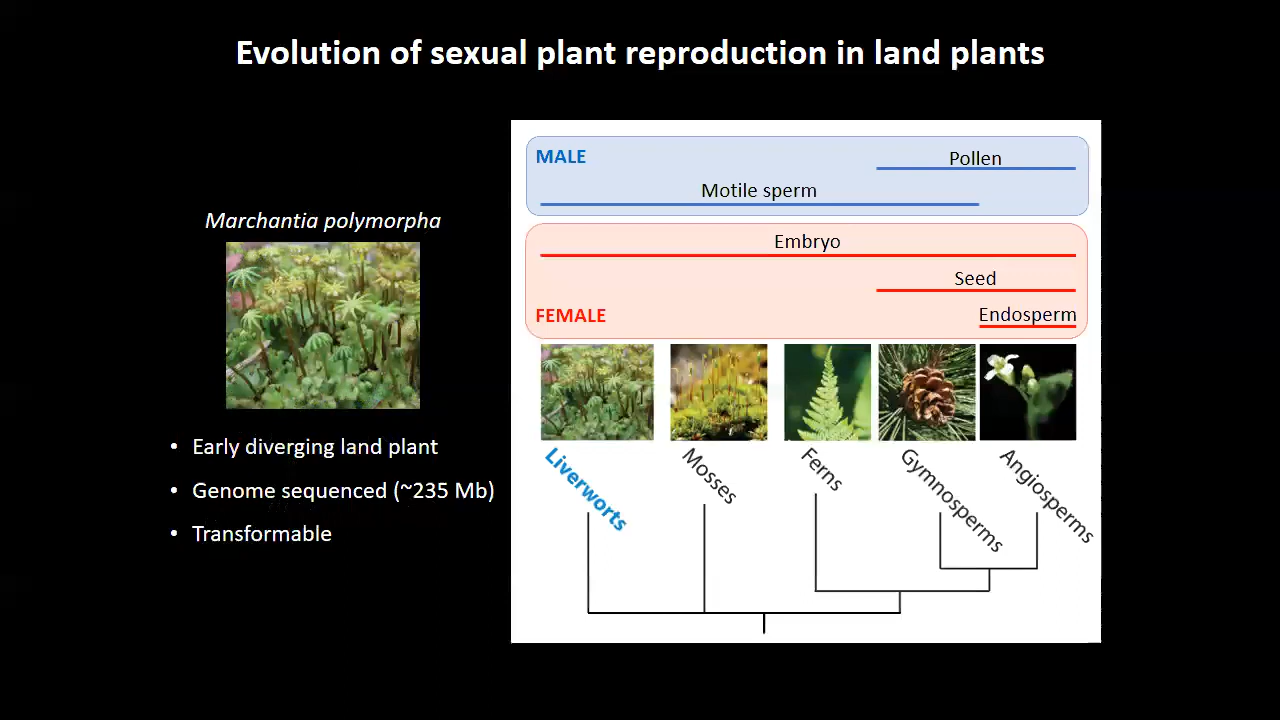 Evolution of sexual plant reproduction in land plants
Marchantia polymorpha
• Early diverging land plant
• Genome sequenced (~235 Mb)
• Transformable
MALE
Pollen
Motile sperm
Embryo
Seed
FEMALE
Endosperm
Liverworts
Mosses
Ferns
Gymnosperms
Angiosperms